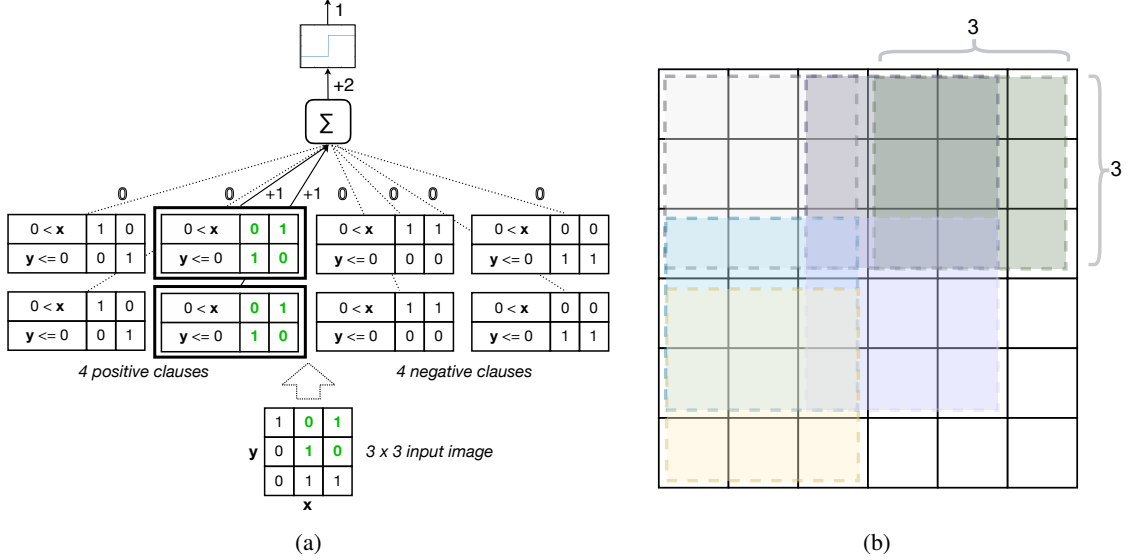 1
+2
∑
0 0 +1 +1 0 0 0 0
0 < x 1 0
y <= 0 0 1
0 < x 0 1
y <= 0 1 0
0 < x 1 1
y <= 0 0 0
0 < x 0 0
y <= 0 1 1
0 < x 1 0
y <= 0 0 1
0 < x 0 1
y <= 0 1 0
0 < x 1 1
y <= 0 0 0
0 < x 0 0
y <= 0 1 1
4 positive clauses
4 negative clauses
1 0 1
y 0 1 0 3 x 3 input image
0 1 1
x
(a)
3
3
(b)